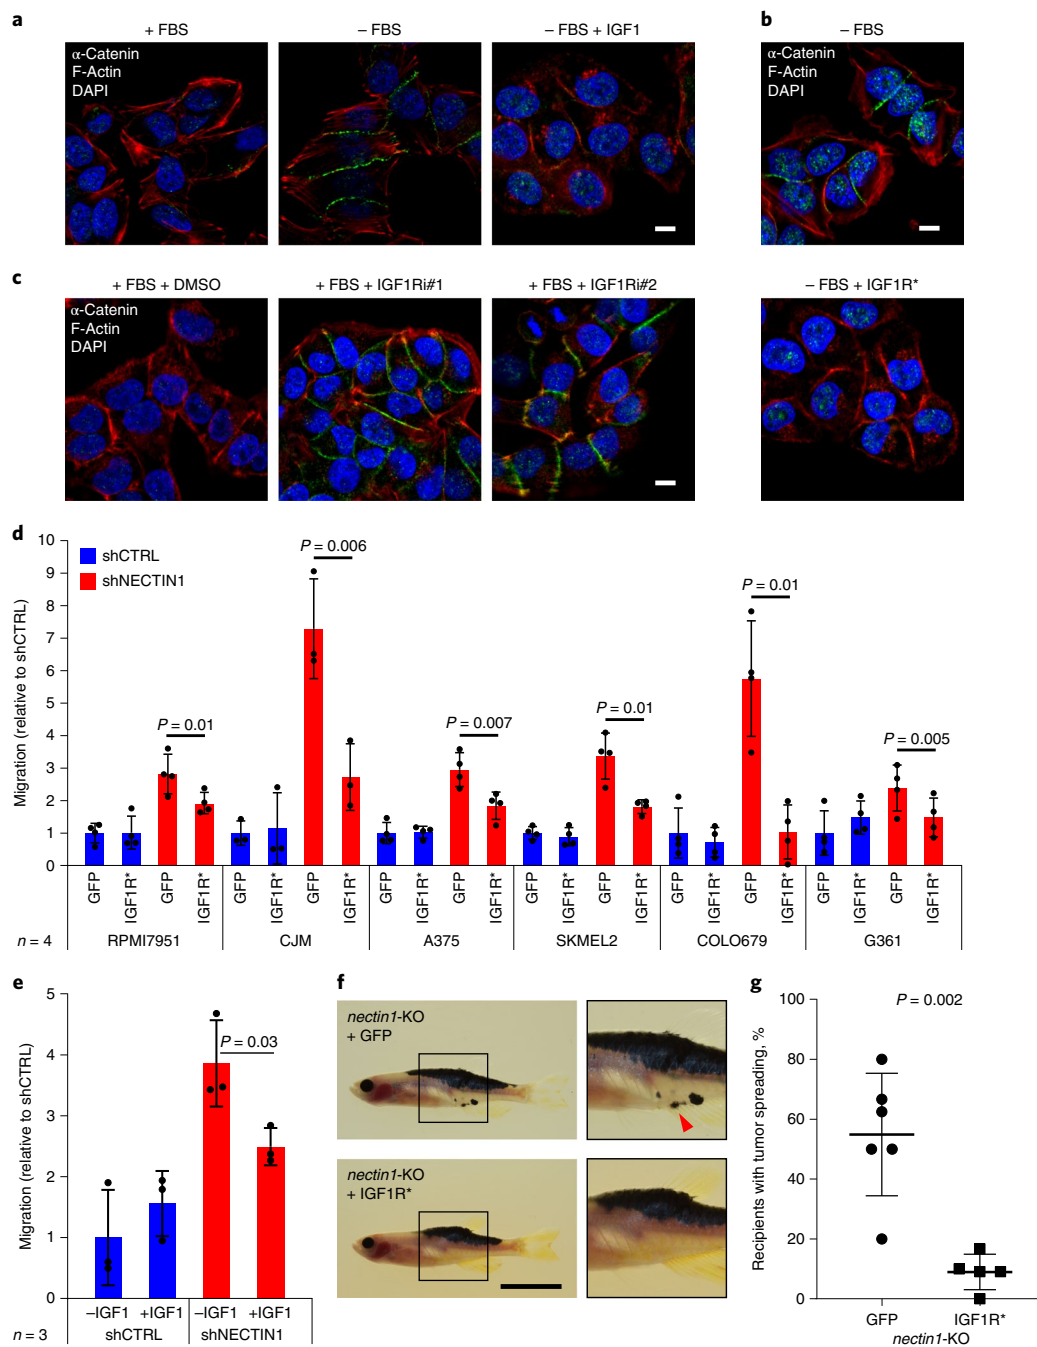 a
+ FBS
– FBS
– FBS + IGF1
α-Catenin
F-Actin
DAPI
b
– FBS
α-Catenin
F-Actin
DAPI
c
+ FBS + DMSO
+ FBS + IGF1Ri#1
+ FBS + IGF1Ri#2
– FBS + IGF1R*
α-Catenin
F-Actin
DAPI
d
Migration (relative to shCTRL)
10
9
8
7
6
5
4
3
2
1
0
shCTRL
shNECTIN1
P = 0.01
P = 0.006
P = 0.007
P = 0.01
P = 0.01
P = 0.005
GFP
IGF1R*
GFP
IGF1R*
GFP
IGF1R*
GFP
IGF1R*
GFP
IGF1R*
GFP
IGF1R*
GFP
IGF1R*
GFP
IGF1R*
GFP
IGF1R*
GFP
IGF1R*
GFP
IGF1R*
GFP
IGF1R*
n = 4
RPMI7951
CJM
A375
SKMEL2
COLO679
G361
e
Migration (relative to shCTRL)
5
4
3
2
1
0
P = 0.03
–IGF1
+IGF1
–IGF1
+IGF1
n = 3
shCTRL
shNECTIN1
f
nectin1-KO
+ GFP
nectin1-KO
+ IGF1R*
g
Recipients with tumor spreading, %
100
80
60
40
20
0
P = 0.002
GFP
IGF1R*
nectin1-KO